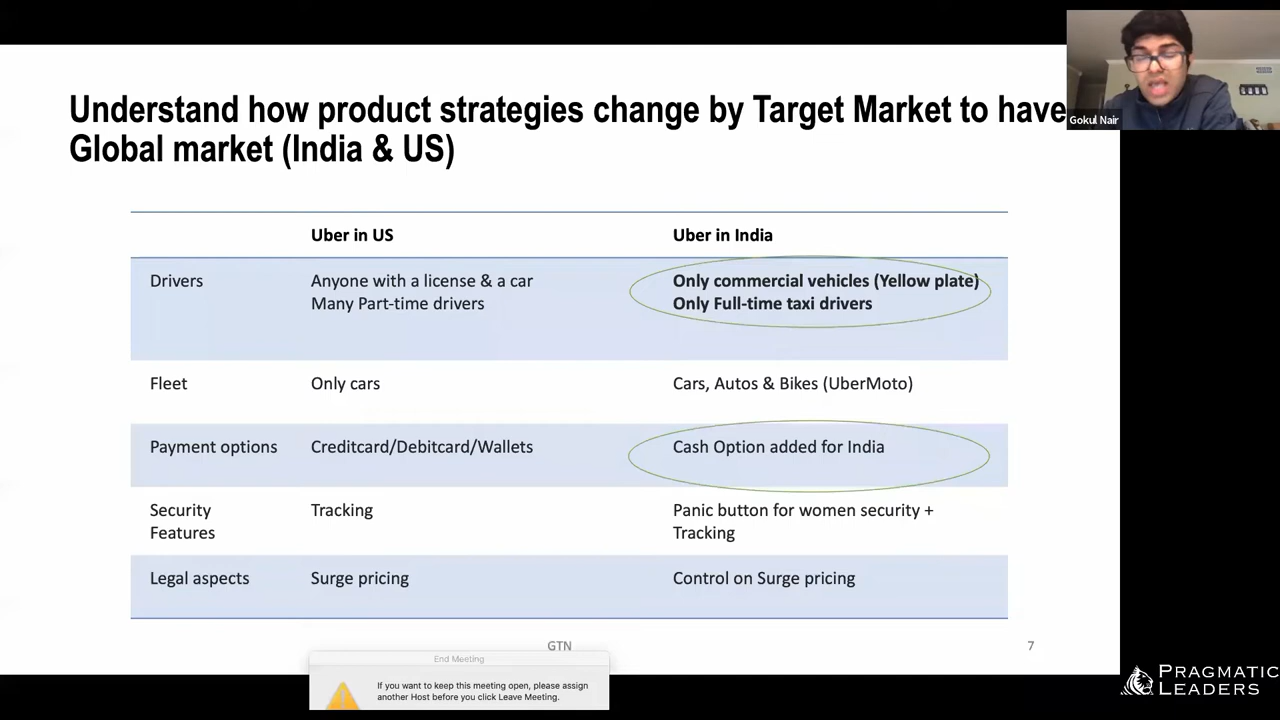 Understand how product strategies change by Target Market to have
Global market (India & US)
Gokul Nair
Uber in US
Uber in India
Drivers
Anyone with a license & a car
Many Part-time drivers
Only commercial vehicles (Yellow plate)
Only Full-time taxi drivers
Fleet
Only cars
Cars, Autos & Bikes (UberMoto)
Payment options
Creditcard/Debitcard/Wallets
Cash Option added for India
Security
Features
Tracking
Panic button for women security +
Tracking
Legal aspects
Surge pricing
Control on Surge pricing
GTN
7
End Meeting
If you want to keep this meeting open, please assign
another Host before you click Leave Meeting.
PRAGMATIC
LEADERS